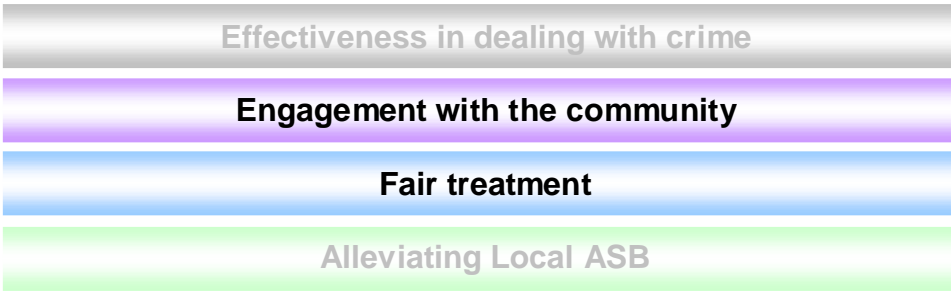 Effectiveness in dealing with crime
Engagement with the community
Fair treatment
Alleviating Local ASB